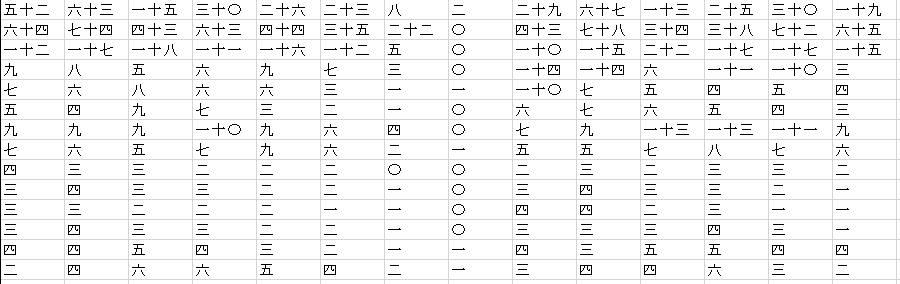 五十二 六十三 一十五 三十〇 二十六 二十三 八 二 二十九 六十七 一十三 二十五 三十〇 一十九
六十四 七十四 四十三 六十三 四十四 三十五 二十二 〇 四十三 七十八 三十四 三十八 七十二 六十五
一十二 一十七 一十八 一十一 一十六 一十二 五 〇 一十〇 一十五 二十二 一十七 一十七 一十五
九 八 五 六 九 七 三 〇 一十四 一十四 六 一十一 一十〇 三
七 六 八 六 六 三 一 一 一十〇 七 五 四 五 四
五 四 九 七 三 二 一 〇 六 七 六 五 四 三
九 九 九 一十〇 九 六 四 〇 七 九 一十三 一十三 一十一 九
七 六 五 七 九 六 二 一 五 五 七 八 七 六
四 三 三 二 二 二 〇 〇 二 三 二 三 二 一
三 四 三 三 二 二 一 〇 三 四 三 三 二 一
三 三 二 二 二 一 一 〇 四 四 二 三 一 一
三 四 三 三 二 二 一 〇 三 三 三 四 三 一
四 四 五 四 三 二 一 一 四 三 五 五 四 四
二 四 六 六 五 四 二 一 三 四 四 六 三 二